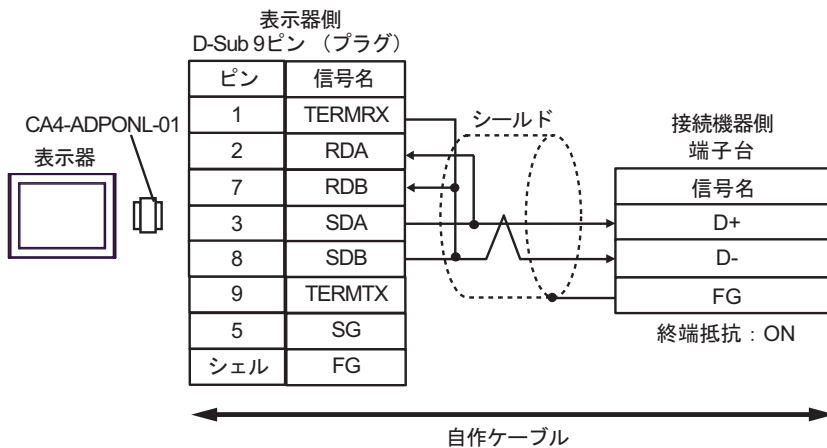 表示器側
D-Sub 9ピン （プラグ）
CA4-ADPONL-01
表示器
ピン 信号名
1 TERMRX
2 RDA
7 RDB
3 SDA
8 SDB
9 TERMTX
5 SG
シェル FG
シールド
接続機器側
端子台
信号名
D+
D-
FG
終端抵抗：ON
自作ケーブル